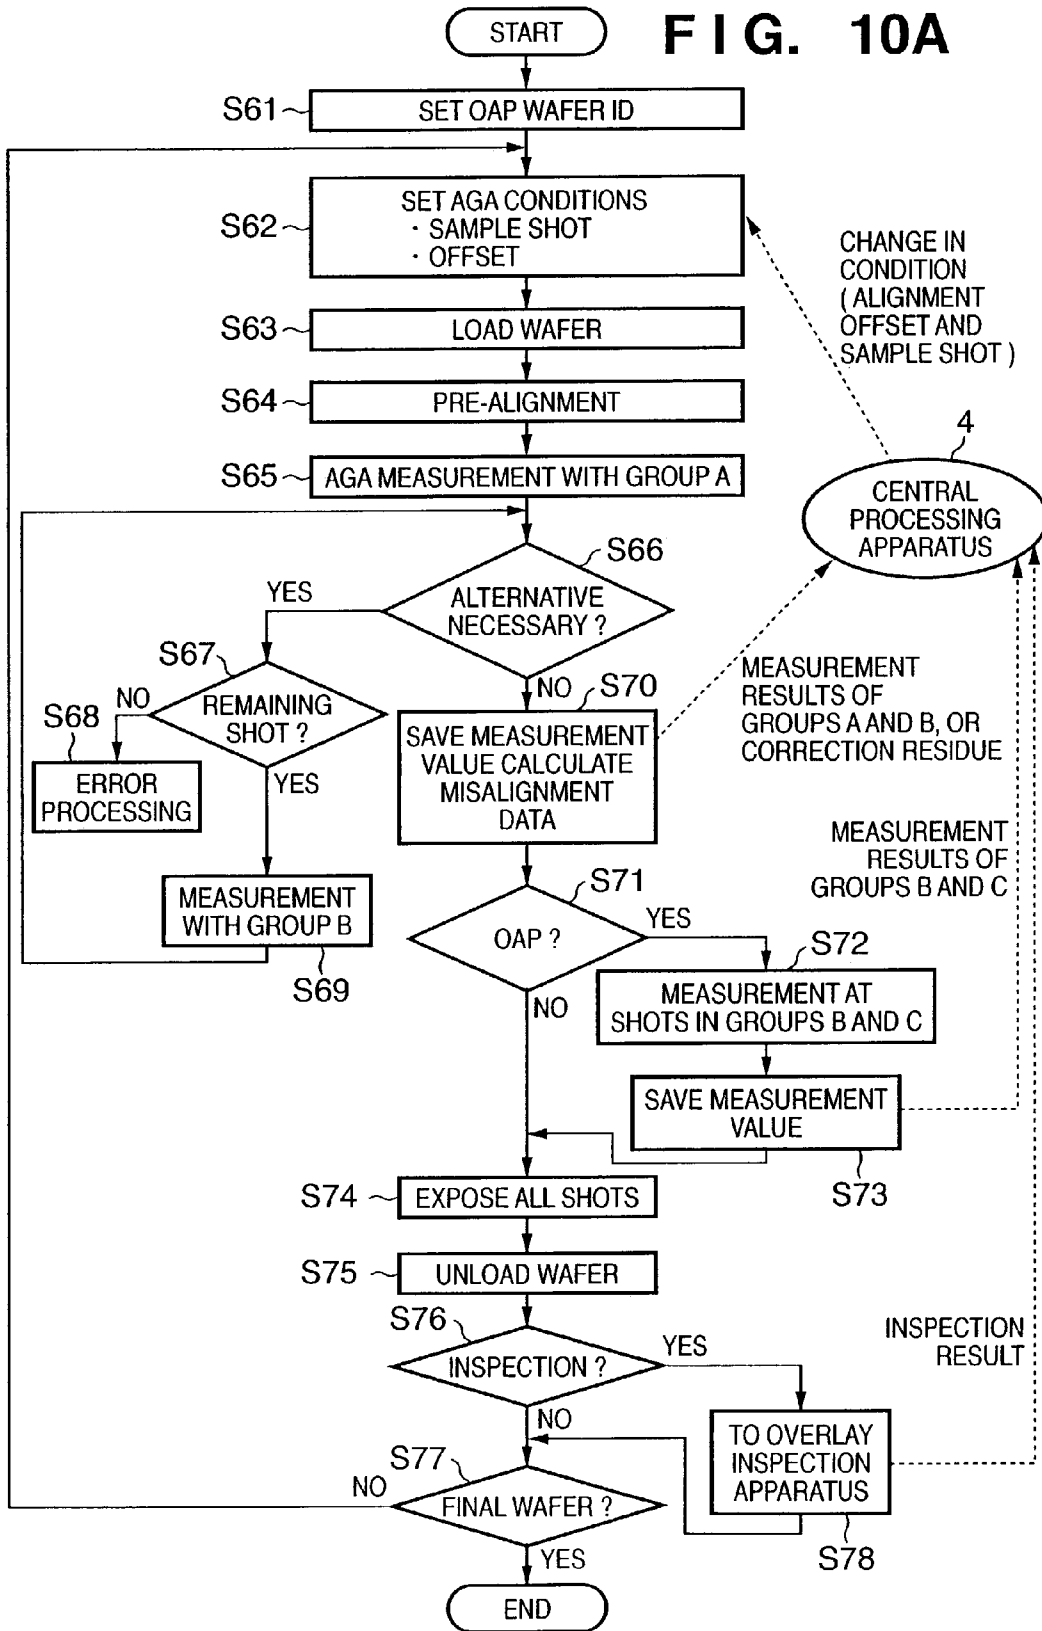 START
FIG. 10A
S61
SET OAP WAFER ID
S62
SET AGA CONDITIONS
· SAMPLE SHOT
· OFFSET
CHANGE IN
CONDITION
( ALIGNMENT
OFFSET AND
SAMPLE SHOT )
S63
LOAD WAFER
S64
PRE-ALIGNMENT
S65
AGA MEASUREMENT WITH GROUP A
4
CENTRAL
PROCESSING
APPARATUS
S66
ALTERNATIVE
NECESSARY ?
YES
NO
S67
REMAINING
SHOT ?
NO
YES
S68
ERROR
PROCESSING
S69
MEASUREMENT
WITH GROUP B
S70
SAVE MEASUREMENT
VALUE CALCULATE
MISALIGNMENT
DATA
MEASUREMENT
RESULTS OF
GROUPS A AND B, OR
CORRECTION RESIDUE
MEASUREMENT
RESULTS OF
GROUPS B AND C
S71
OAP ?
YES
NO
S72
MEASUREMENT AT
SHOTS IN GROUPS B AND C
SAVE MEASUREMENT
VALUE
S73
S74
EXPOSE ALL SHOTS
S75
UNLOAD WAFER
S76
INSPECTION ?
YES
NO
INSPECTION
RESULT
TO OVERLAY
INSPECTION
APPARATUS
S78
S77
FINAL WAFER ?
NO
YES
END